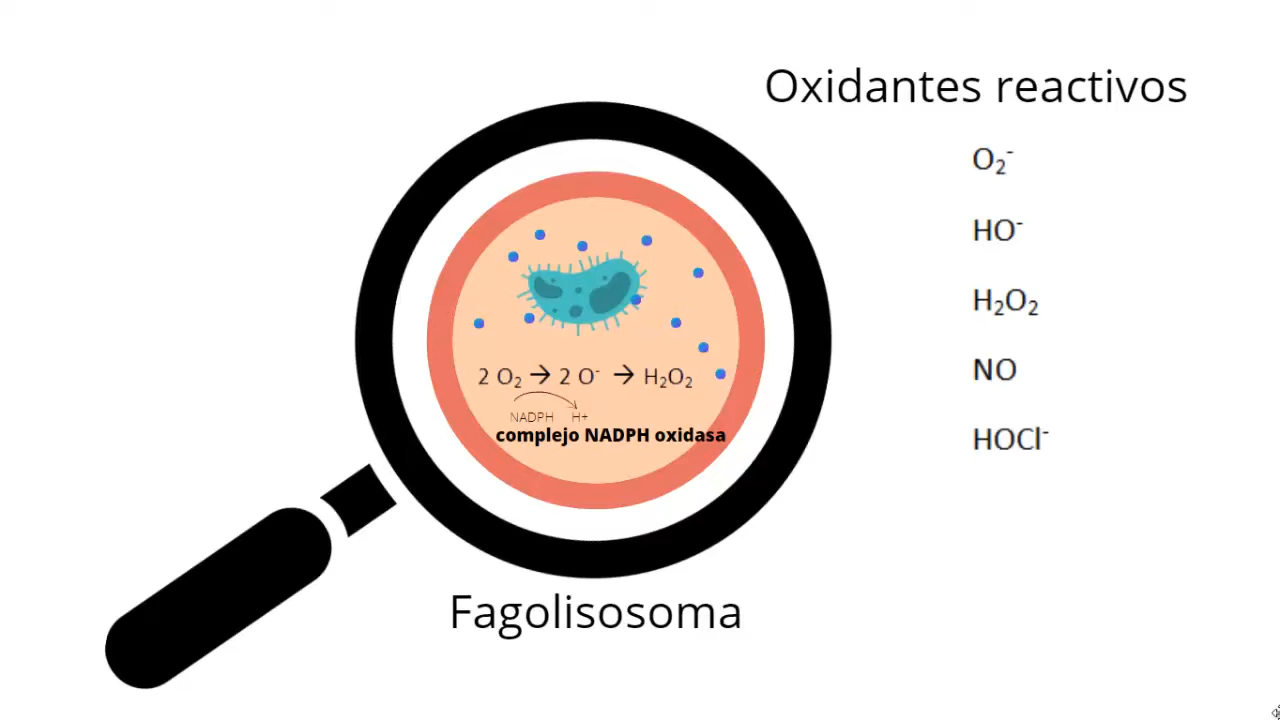 Oxidantes reactivos
O₂⁻
HO⁻
H₂O₂
NO
HOCl⁻
2 O₂ → 2 O⁻ → H₂O₂
NADPH H+
complejo NADPH oxidasa
Fagolisosoma